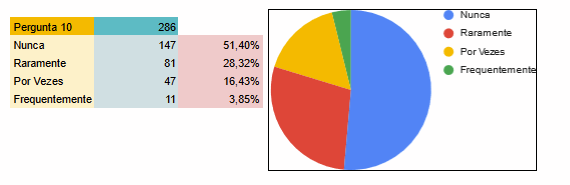 Pergunta 10 286
Nunca 147 51,40%
Raramente 81 28,32%
Por Vezes 47 16,43%
Frequentemente 11 3,85%
Nunca
Raramente
Por Vezes
Frequentemente